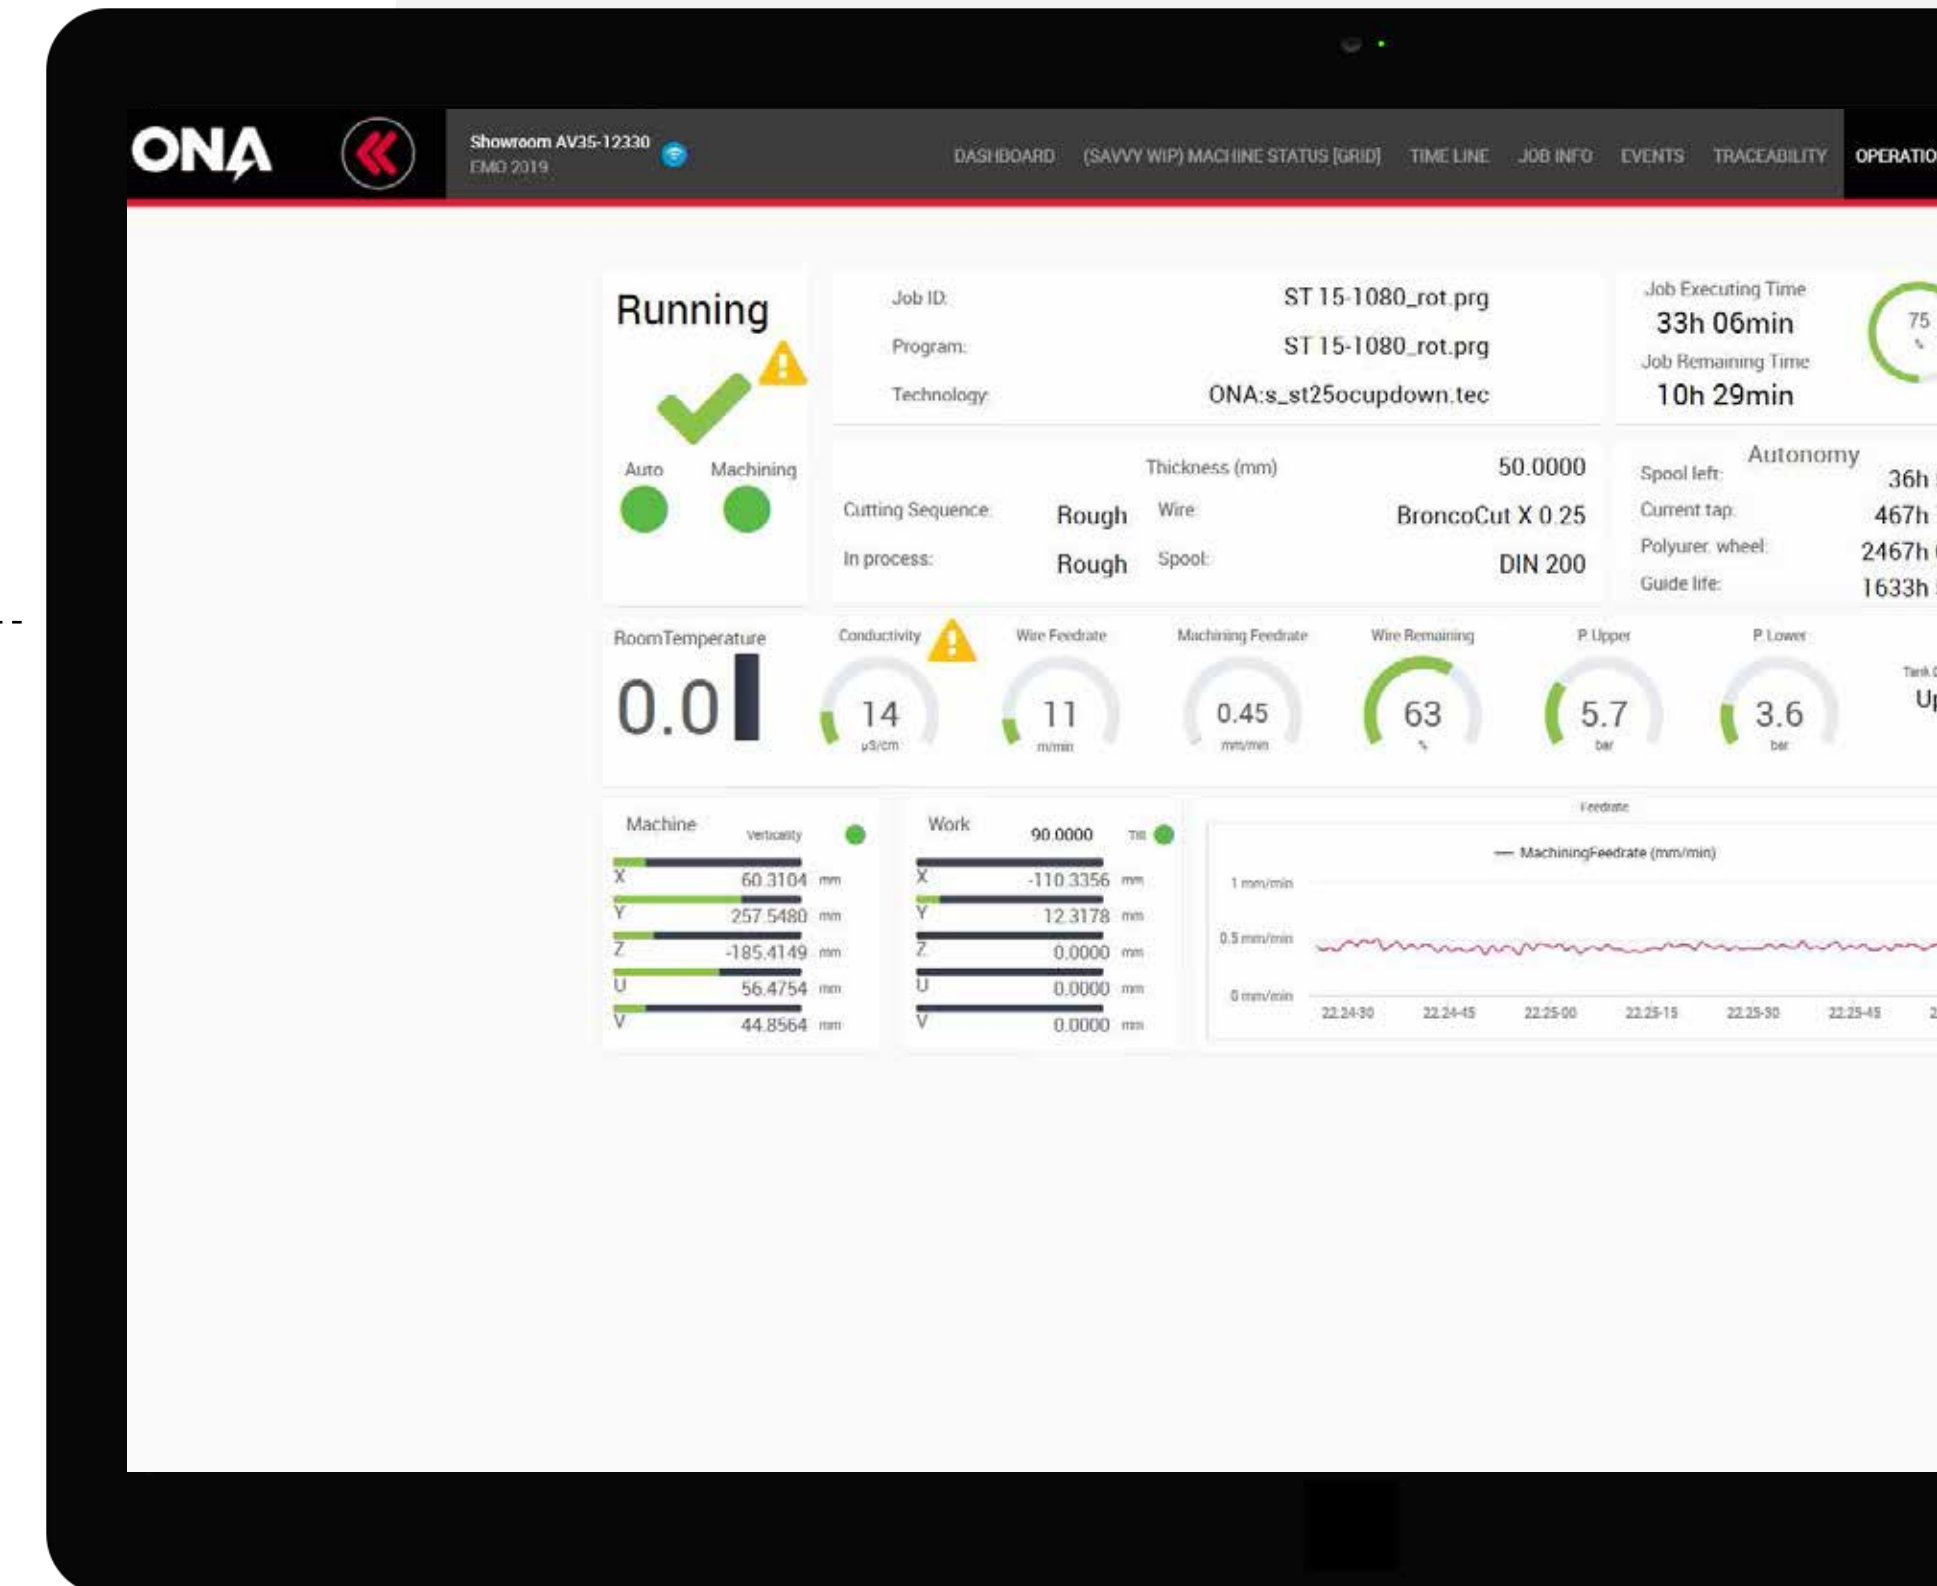 ONA
Showroom AV35-12330
EMO 2019
DASHBOARD (SAVVY WIP) MACHINE STATUS [GRID] TIME LINE JOB INFO EVENTS TRACEABILITY OPERATIO
Running
Auto Machining
Job ID: ST 15-1080_rot.prg
Program: ST 15-1080_rot.prg
Technology: ONA:s_st25ocupdown.tec
Job Executing Time
33h 06min
Job Remaining Time
10h 29min
75
%
Thickness (mm) 50.0000
Cutting Sequence: Rough Wire: BroncoCut X 0.25
In process: Rough Spool: DIN 200
Autonomy
Spool left: 36h
Current tap: 467h
Polyurer. wheel: 2467h
Guide life: 1633h
RoomTemperature
0.0
Conductivity
14
µS/cm
Wire Feedrate
11
m/min
Machining Feedrate
0.45
mm/min
Wire Remaining
63
%
P.Upper
5.7
bar
P.Lower
3.6
bar
Tank
Up
Machine Verticality
X 60.3104 mm
Y 257.5480 mm
Z -185.4149 mm
U 56.4754 mm
V 44.8564 mm
Work 90.0000 Tilt
X -110.3356 mm
Y 12.3178 mm
Z 0.0000 mm
U 0.0000 mm
V 0.0000 mm
Feedrate
MachiningFeedrate (mm/min)
1 mm/min
0.5 mm/min
0 mm/min
22:24:30 22:24:45 22:25:00 22:25:15 22:25:30 22:25:45 2